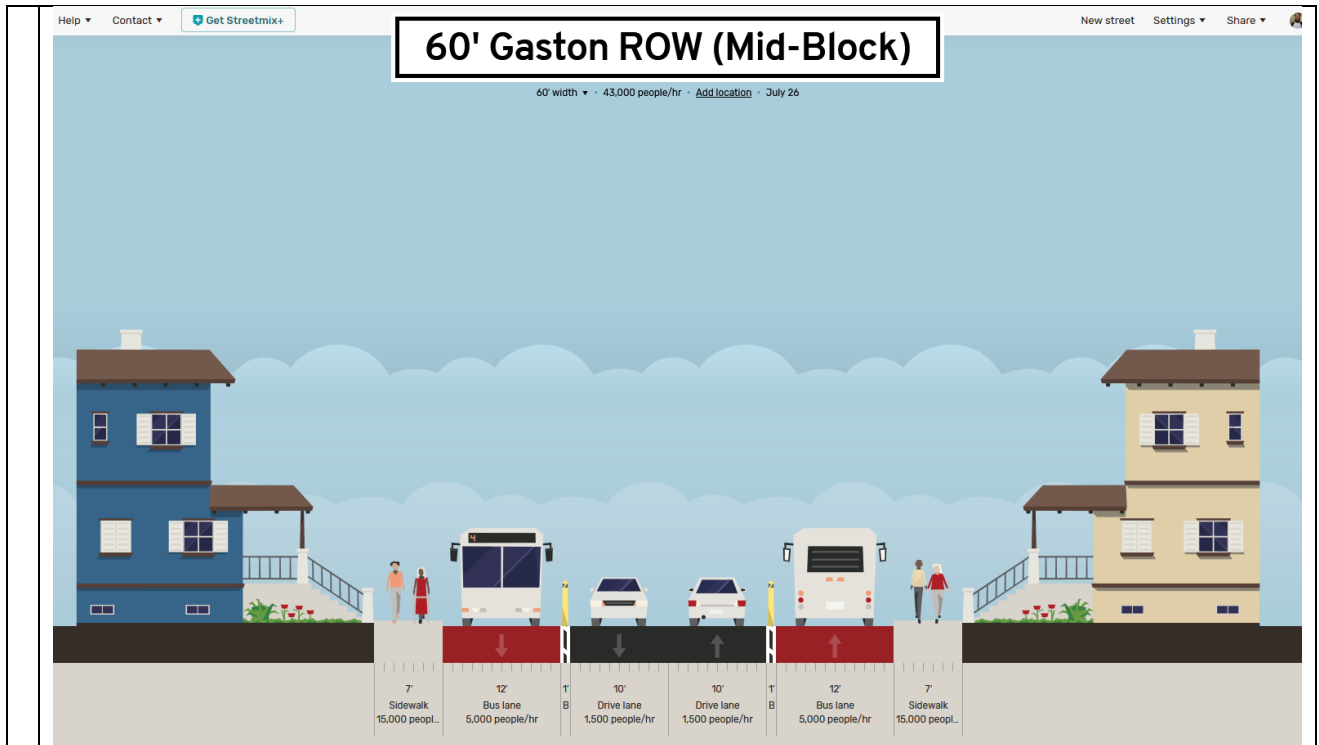 Help ▾ Contact ▾ Get Streetmix+ New street Settings ▾ Share ▾
60' Gaston ROW (Mid-Block)
60' width ▾ · 43,000 people/hr · Add location · July 26
4
7' 12' 1' 10' 10' 1' 12' 7'
Sidewalk Bus lane B Drive lane Drive lane B Bus lane Sidewalk
15,000 peopl... 5,000 people/hr 1,500 people/hr 1,500 people/hr 5,000 people/hr 15,000 peopl...